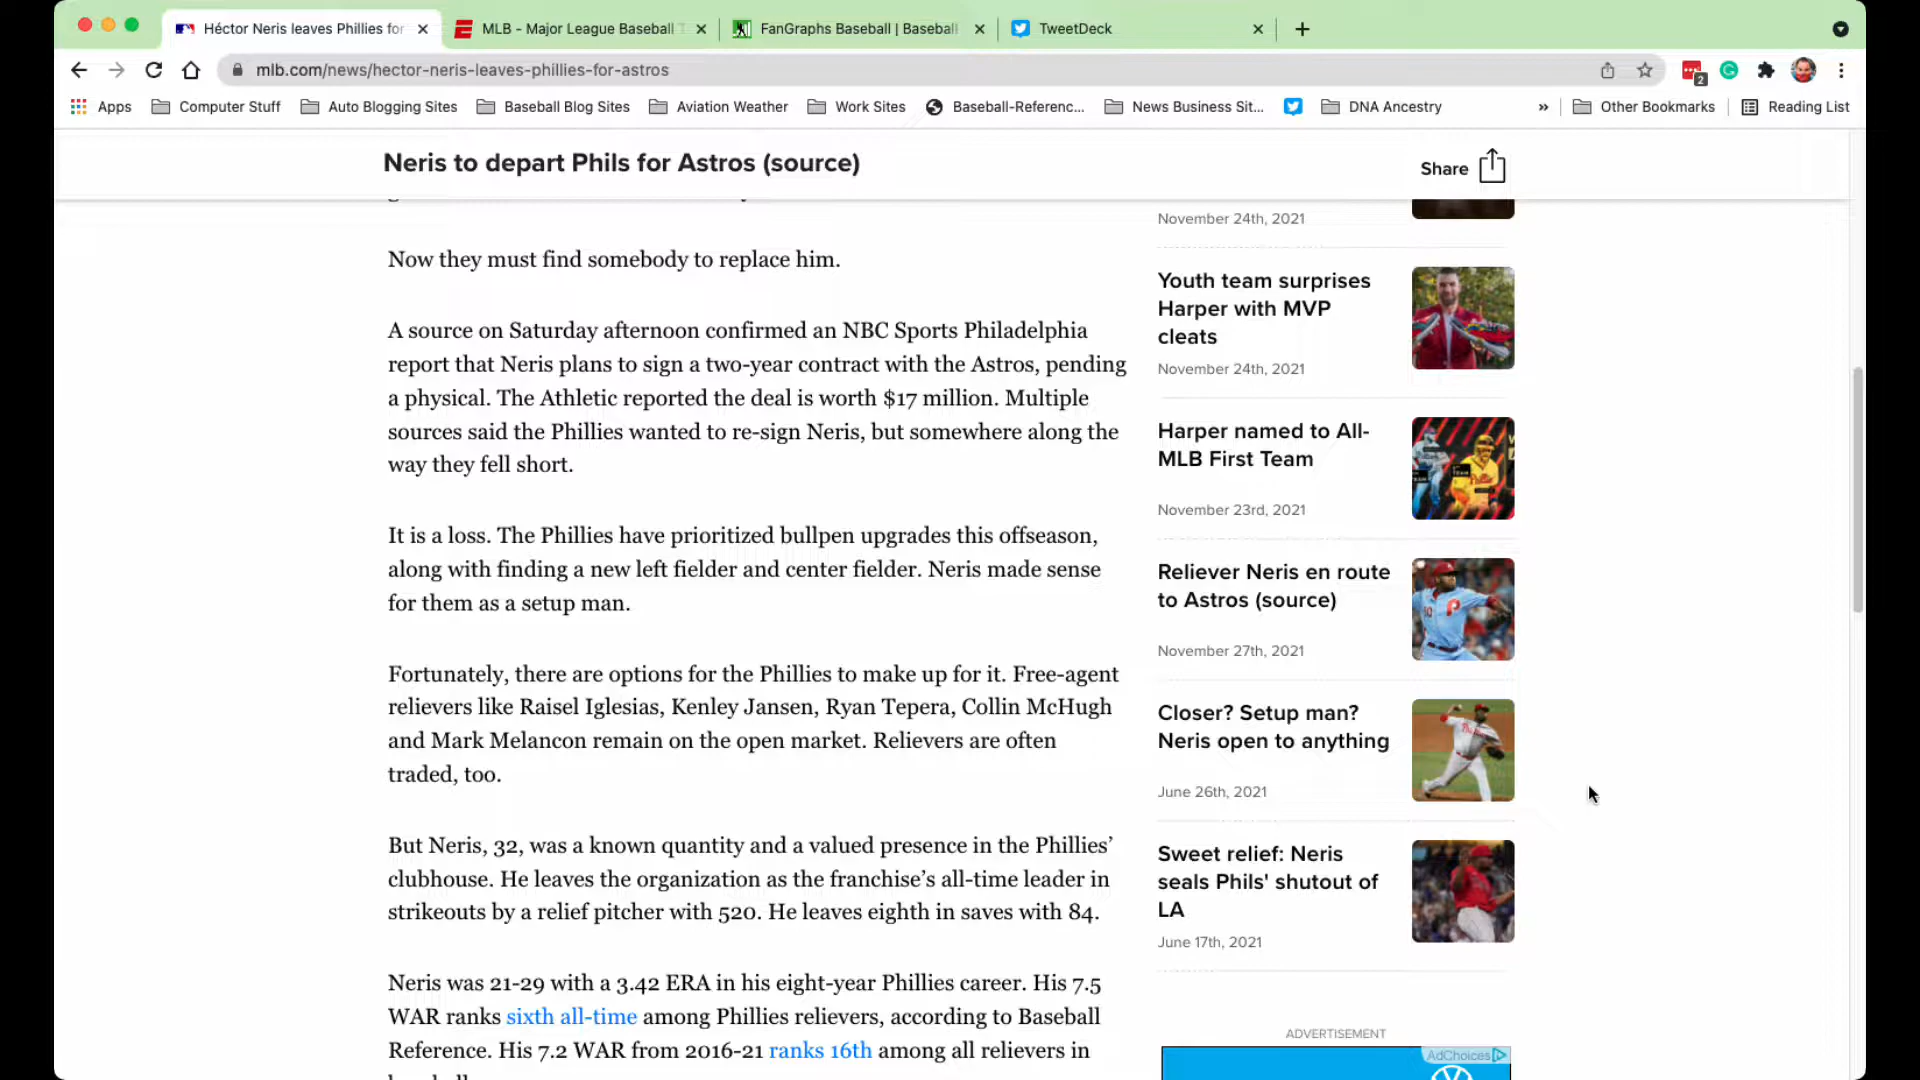 Héctor Neris leaves Phillies for
MLB - Major League Baseball T
FanGraphs Baseball | Baseball
TweetDeck
mlb.com/news/hector-neris-leaves-phillies-for-astros
2
Apps
Computer Stuff
Auto Blogging Sites
Baseball Blog Sites
Aviation Weather
Work Sites
Baseball-Referenc...
News Business Sit...
DNA Ancestry
»
Other Bookmarks
Reading List
Neris to depart Phils for Astros (source)
Share
Now they must find somebody to replace him.
A source on Saturday afternoon confirmed an NBC Sports Philadelphia
report that Neris plans to sign a two-year contract with the Astros, pending
a physical. The Athletic reported the deal is worth $17 million. Multiple
sources said the Phillies wanted to re-sign Neris, but somewhere along the
way they fell short.
It is a loss. The Phillies have prioritized bullpen upgrades this offseason,
along with finding a new left fielder and center fielder. Neris made sense
for them as a setup man.
Fortunately, there are options for the Phillies to make up for it. Free-agent
relievers like Raisel Iglesias, Kenley Jansen, Ryan Tepera, Collin McHugh
and Mark Melancon remain on the open market. Relievers are often
traded, too.
But Neris, 32, was a known quantity and a valued presence in the Phillies’
clubhouse. He leaves the organization as the franchise’s all-time leader in
strikeouts by a relief pitcher with 520. He leaves eighth in saves with 84.
Neris was 21-29 with a 3.42 ERA in his eight-year Phillies career. His 7.5
WAR ranks sixth all-time among Phillies relievers, according to Baseball
Reference. His 7.2 WAR from 2016-21 ranks 16th among all relievers in
November 24th, 2021
Youth team surprises
Harper with MVP
cleats
November 24th, 2021
Harper named to All-
MLB First Team
November 23rd, 2021
Reliever Neris en route
to Astros (source)
November 27th, 2021
Closer? Setup man?
Neris open to anything
June 26th, 2021
Sweet relief: Neris
seals Phils' shutout of
LA
June 17th, 2021
ADVERTISEMENT
AdChoices